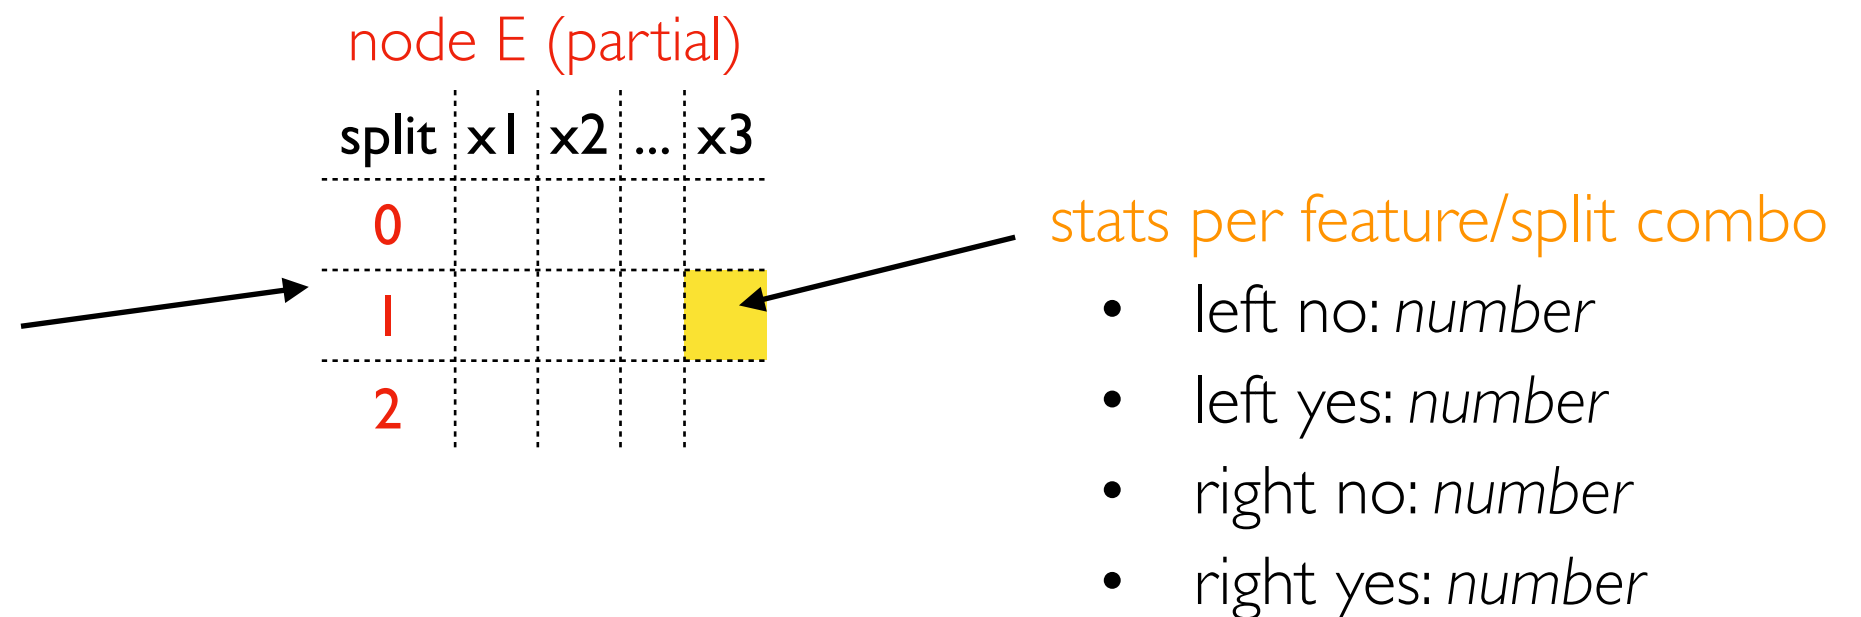 node E (partial)
split x1 x2 ... x3
0
1
2
stats per feature/split combo
• left no: number
• left yes: number
• right no: number
• right yes: number